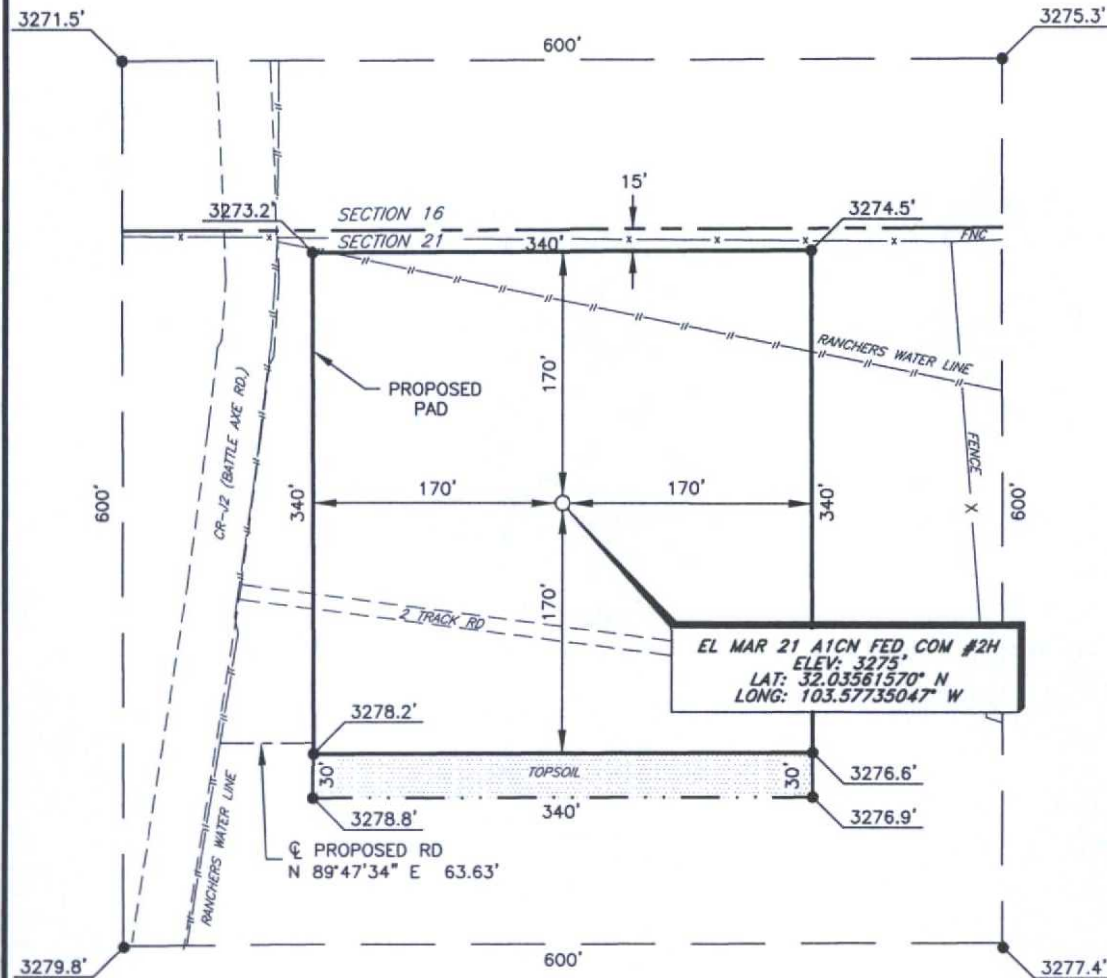 3271.5'
3275.3'
600'
15'
3273.2'
SECTION 16
3274.5'
SECTION 21
340'
FNC
RANCHERS WATER LINE
170'
PROPOSED
PAD
CR-J2 (BATTLE AXE RD.)
FENCE
X
600'
340'
170'
170'
340'
600'
170'
2 TRACK RD
EL MAR 21 A1CN FED COM #2H
ELEV: 3275'
LAT: 32.03561570° N
LONG: 103.57735047° W
3278.2'
TOPSOIL
30'
30'
3276.6'
340'
3278.8'
3276.9'
RANCHERS WATER LINE
℄ PROPOSED RD
N 89°47'34" E 63.63'
600'
3279.8'
3277.4'